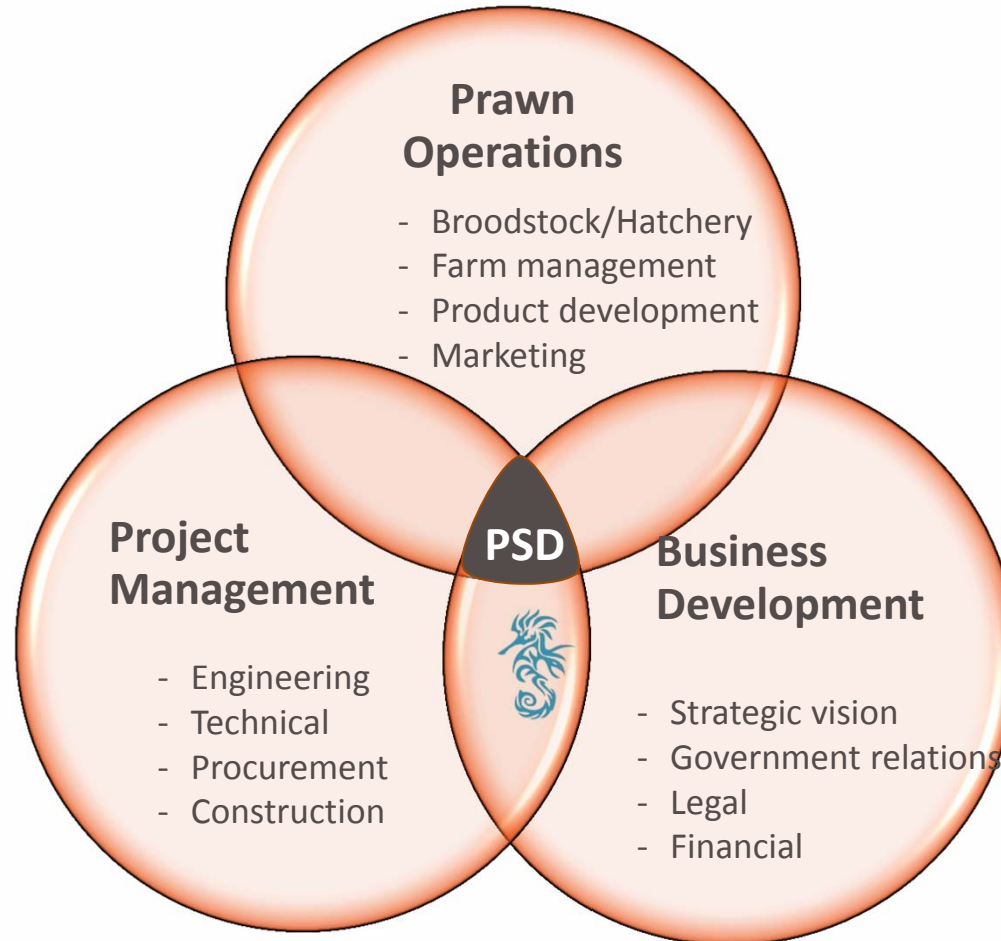 Prawn
Operations
- Broodstock/Hatchery
- Farm management
- Product development
- Marketing
PSD
Project
Management
- Engineering
- Technical
- Procurement
- Construction
Business
Development
- Strategic vision
- Government relations
- Legal
- Financial